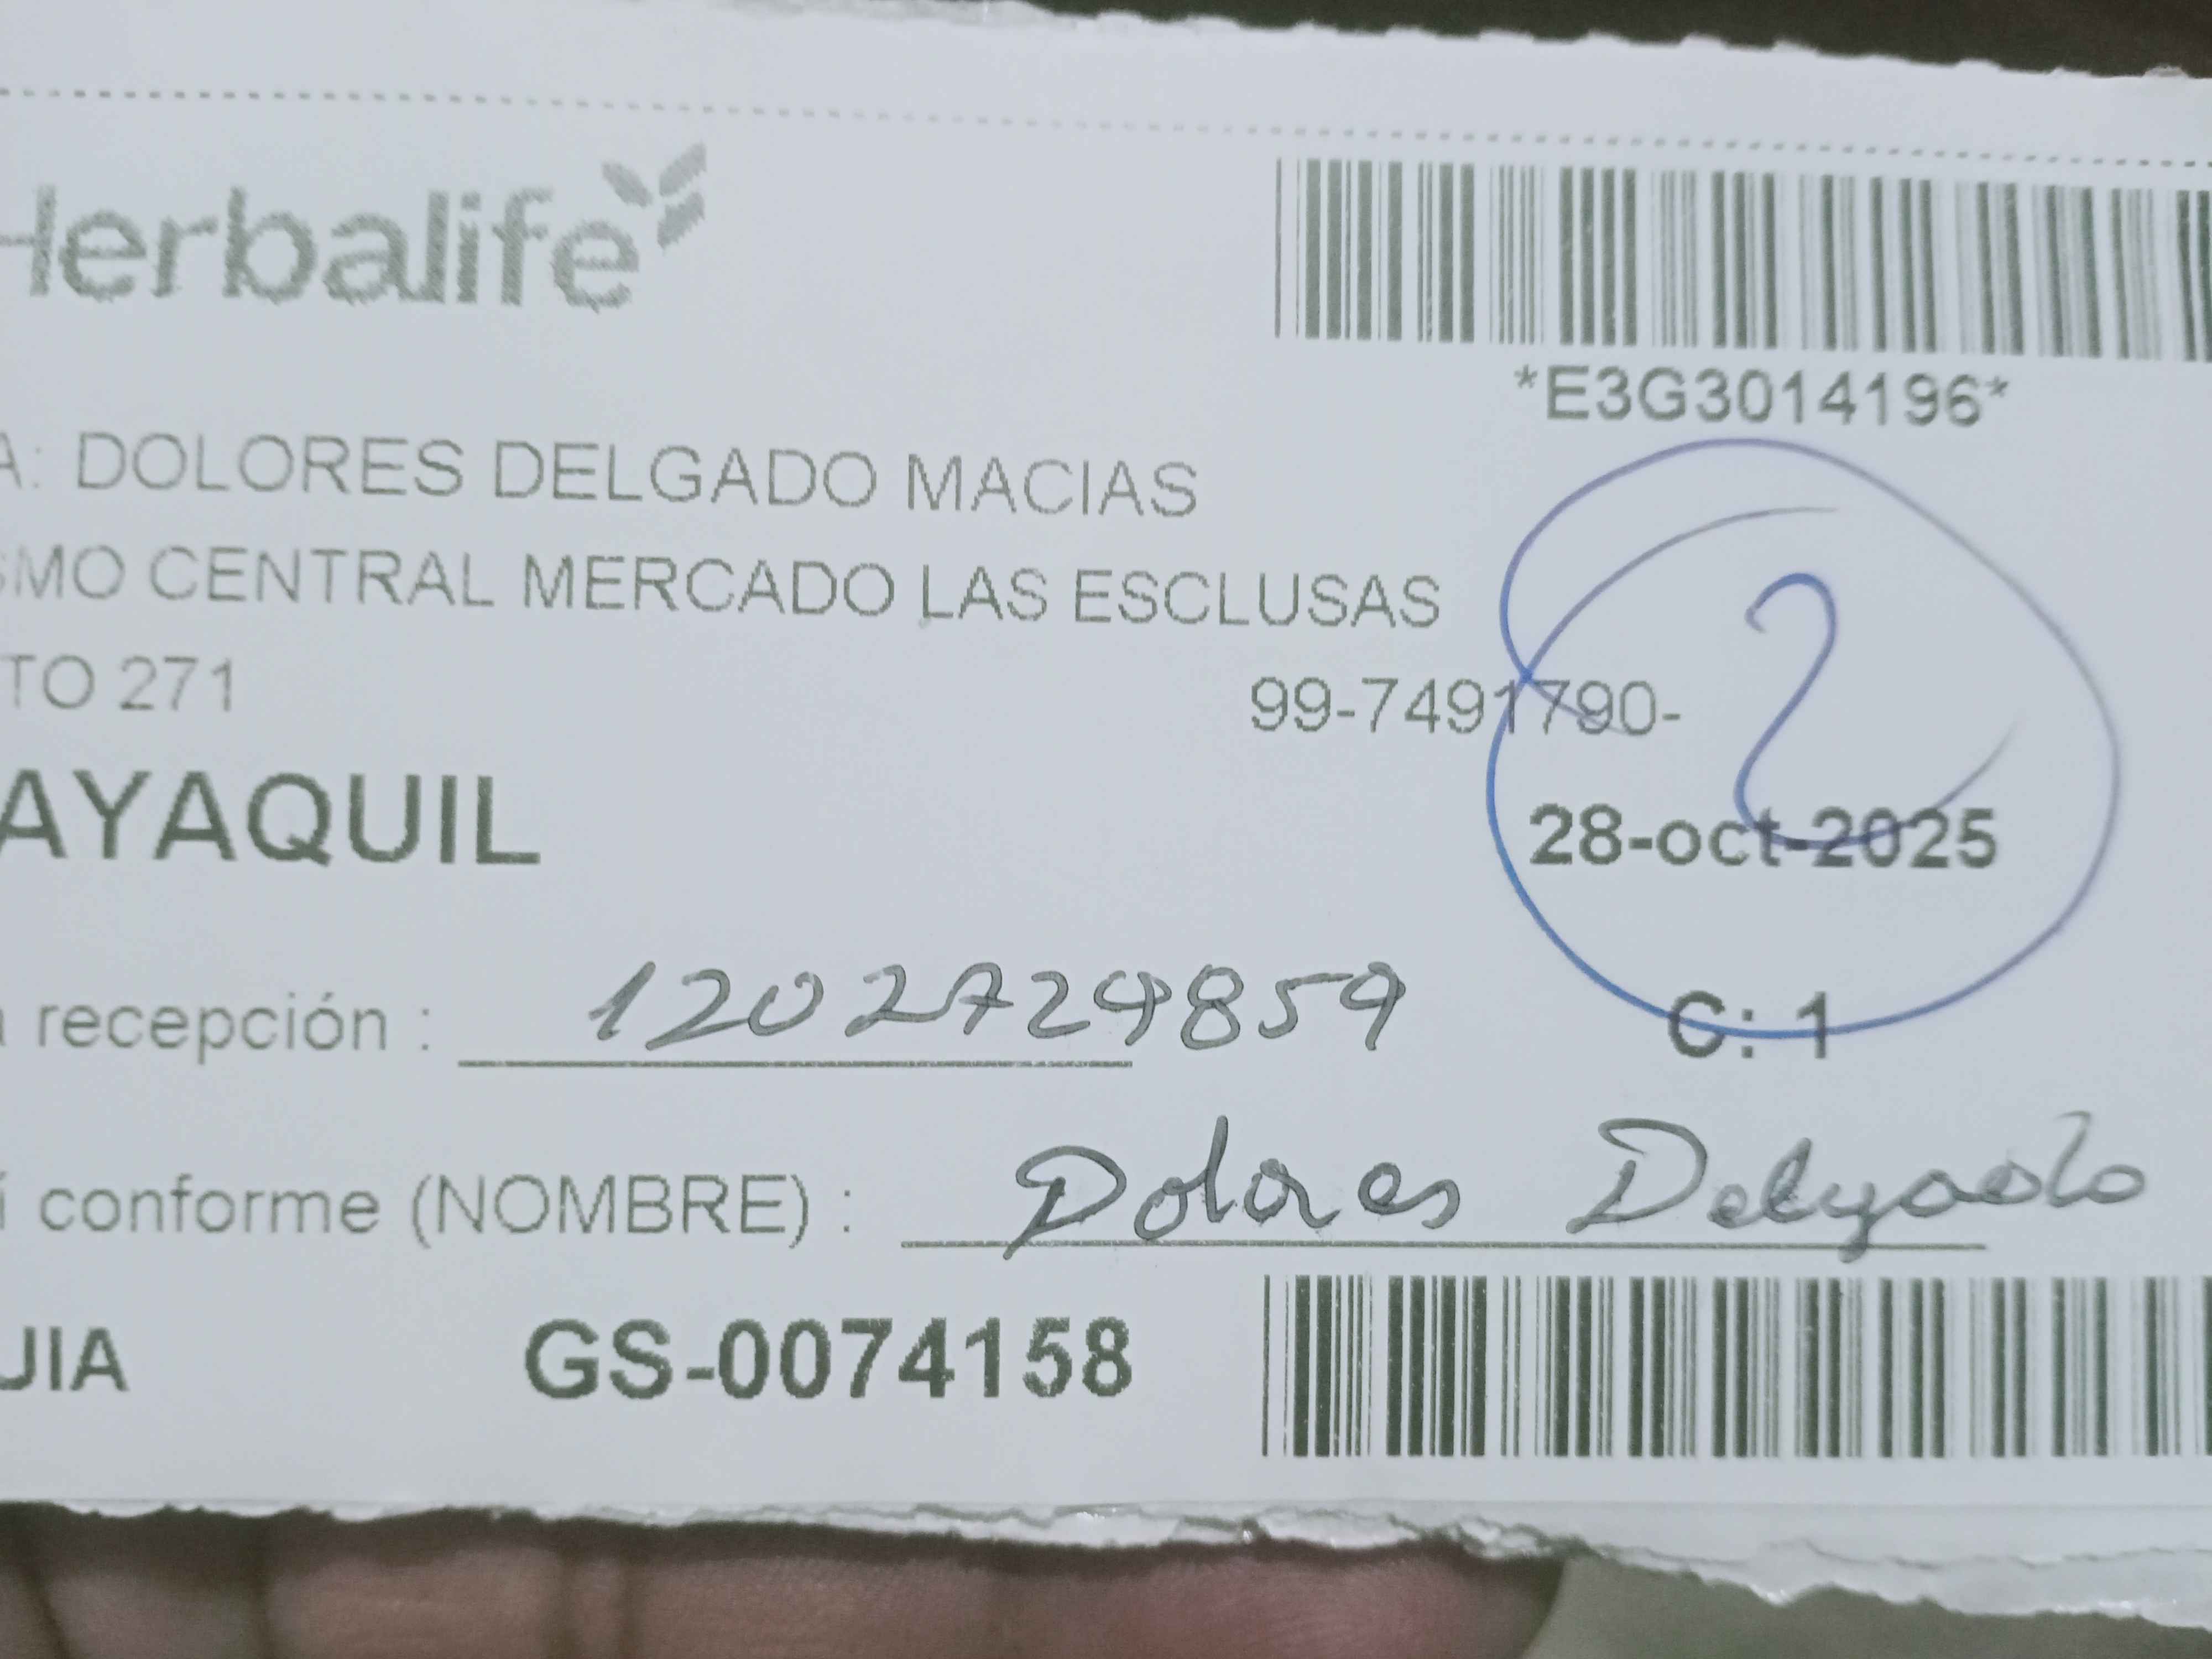 Herbalife
*E3G3014196*
A: DOLORES DELGADO MACIAS
SMO CENTRAL MERCADO LAS ESCLUSAS
TO 271
99-7491790-
2
AYAQUIL
28-oct-2025
a recepción : 1202729859
C: 1
í conforme (NOMBRE) : Dolores Delgado
JIA GS-0074158